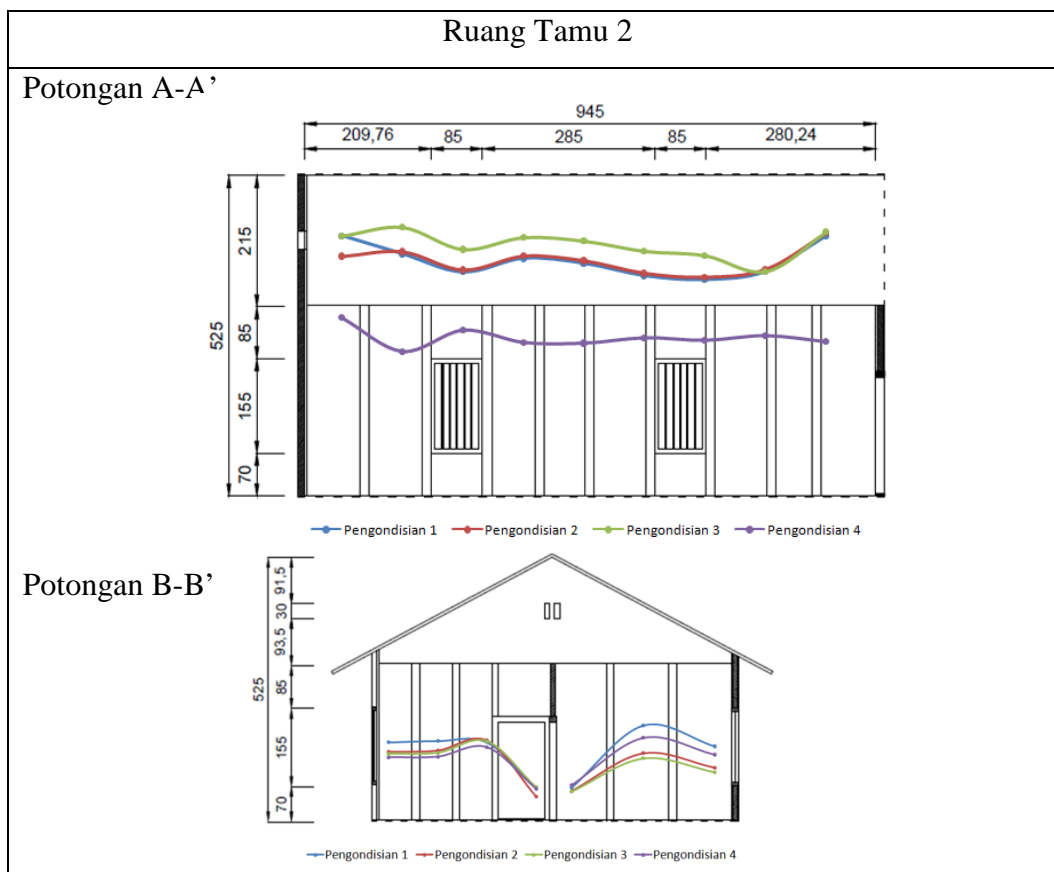 Ruang Tamu 2
Potongan A-A’
945
209,76 85 285 85 280,24
525
215
85
155
70
Pengondisian 1 Pengondisian 2 Pengondisian 3 Pengondisian 4
Potongan B-B’
525
91,5
30
93,5
85
155
70
Pengondisian 1 Pengondisian 2 Pengondisian 3 Pengondisian 4